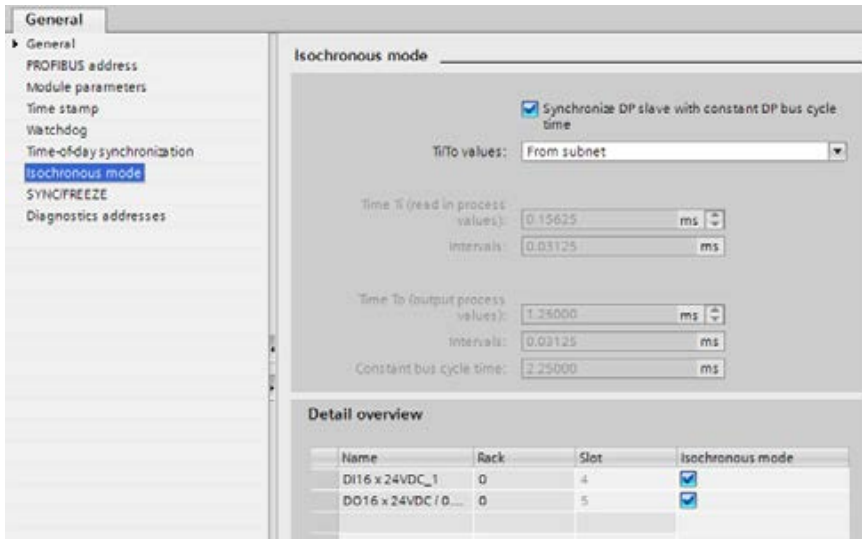 General
General
PROFIBUS address
Module parameters
Time stamp
Watchdog
Time-of-day synchronization
Isochronous mode
SYNC/FREEZE
Diagnostics addresses
Isochronous mode
Synchronize DP slave with constant DP bus cycle
time
Ti/To values: From subnet
Time Ti (read in process
values): 0.15625 ms
Intervals: 0.03125 ms
Time To (output process
values): 1.25000 ms
Intervals: 0.03125 ms
Constant bus cycle time: 2.25000 ms
Detail overview
Name Rack Slot Isochronous mode
DI16 x 24VDC_1 0 4
DO16 x 24VDC / 0.... 0 5